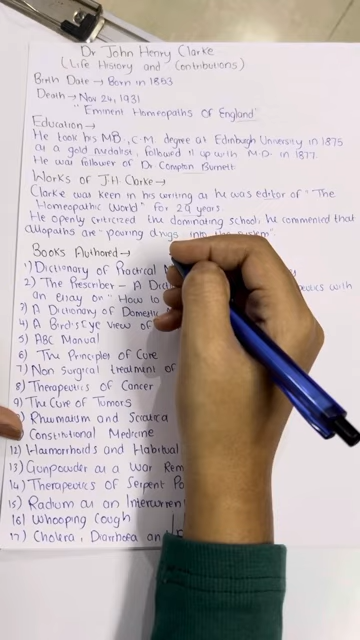 Dr John Henry Clarke
(Life History and Contributions)
Birth Date → Born in 1853
Death → Nov 24, 1931
"Eminent Homeopaths of England"
Education →
He took his MB, C.M degree at Edinburgh University in 1875
as a gold medalist, followed it up with M.D. in 1877.
He was follower of Dr Compton Burnett
Works of J.H. Clarke →
Clarke was keen in his writing as he was editor of "The
Homeopathic World" for 29 years
He openly criticized the dominating school, he commented that
allopaths are "pouring drugs into the system".
Books Authored →
1) Dictionary of Practical
2) The Prescriber - A with
an Essay or "How to
3) A Dictionary of
4) A Bird's Eye View of
5) ABC Manual
6) The Principles of Cure
7) Non Surgical treatment of
8) Therapeutics of Cancer
9) The Cure of Tumors
Rheumatism and Sciatica
Constitutional Medicine
12) Haemorrhoids and Habitual
13) Gunpowder as a War
14) Therapeutics of Serpent
15) Radium as an
16) Whooping Cough
17) Cholera, Diarrhoea and